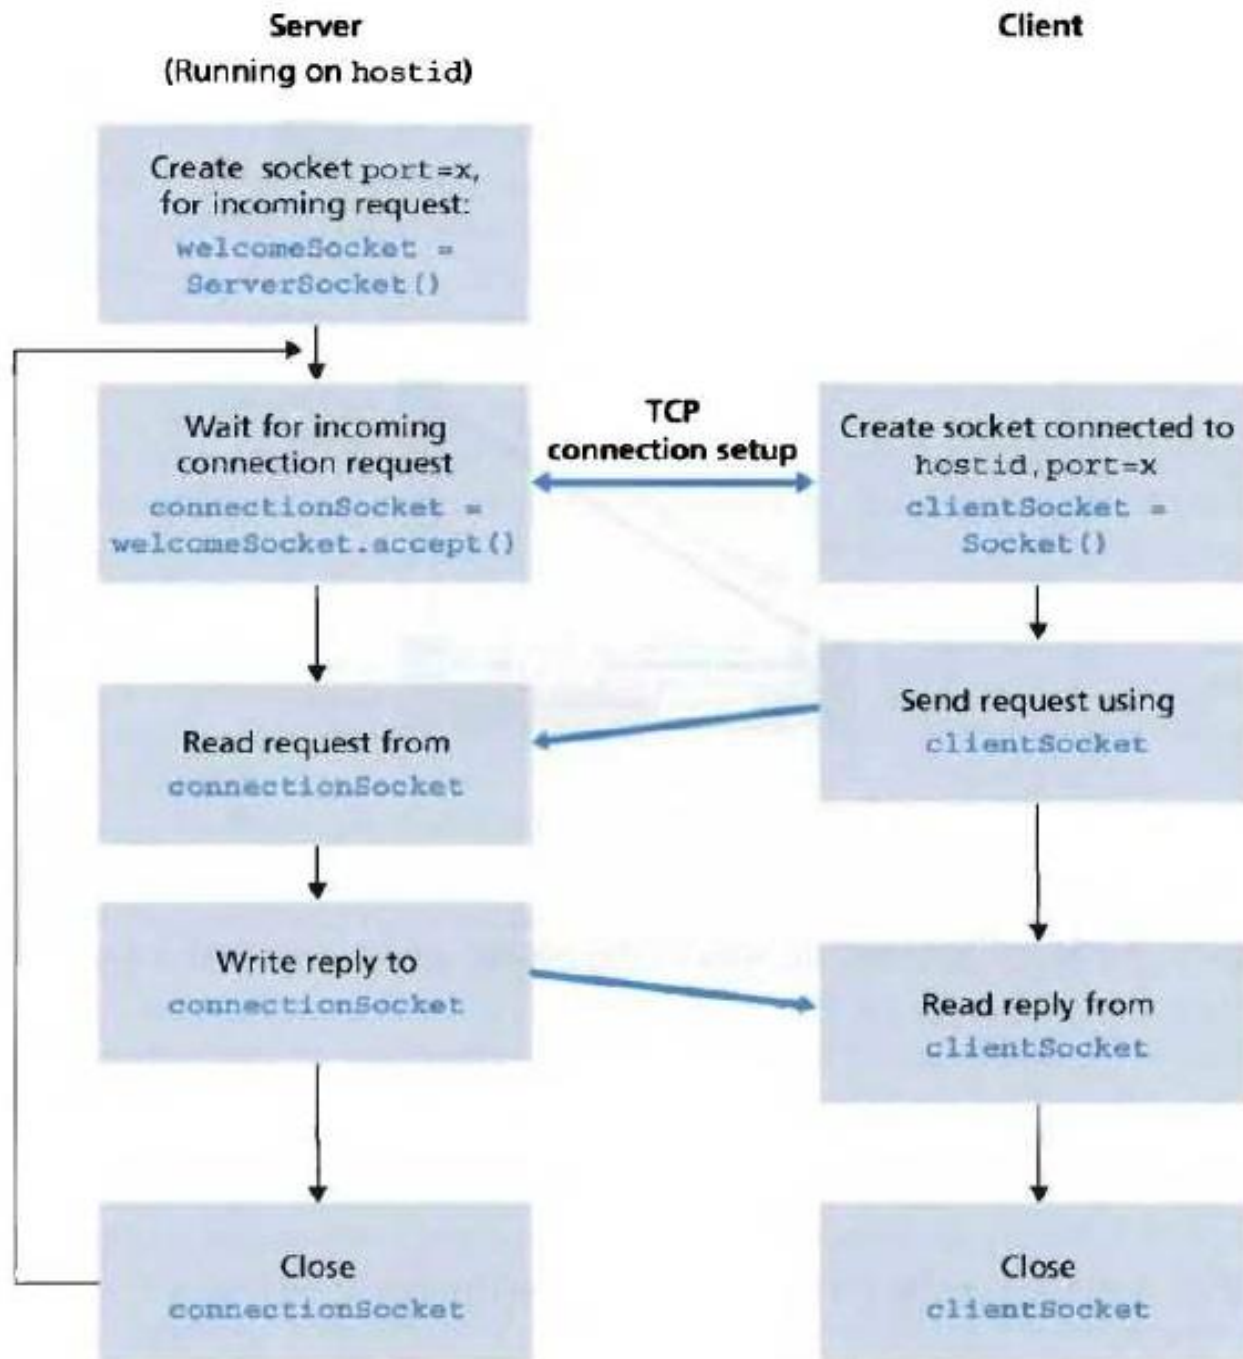 Server
(Running on hostid)
Client
Create socket port=x,
for incoming request:
welcomeSocket =
ServerSocket()
Wait for incoming
connection request
connectionSocket =
welcomeSocket.accept()
TCP
connection setup
Create socket connected to
hostid,port=x
clientSocket =
Socket()
Read request from
connectionSocket
Send request using
clientSocket
Write reply to
connectionSocket
Read reply from
clientSocket
Close
connectionSocket
Close
clientSocket